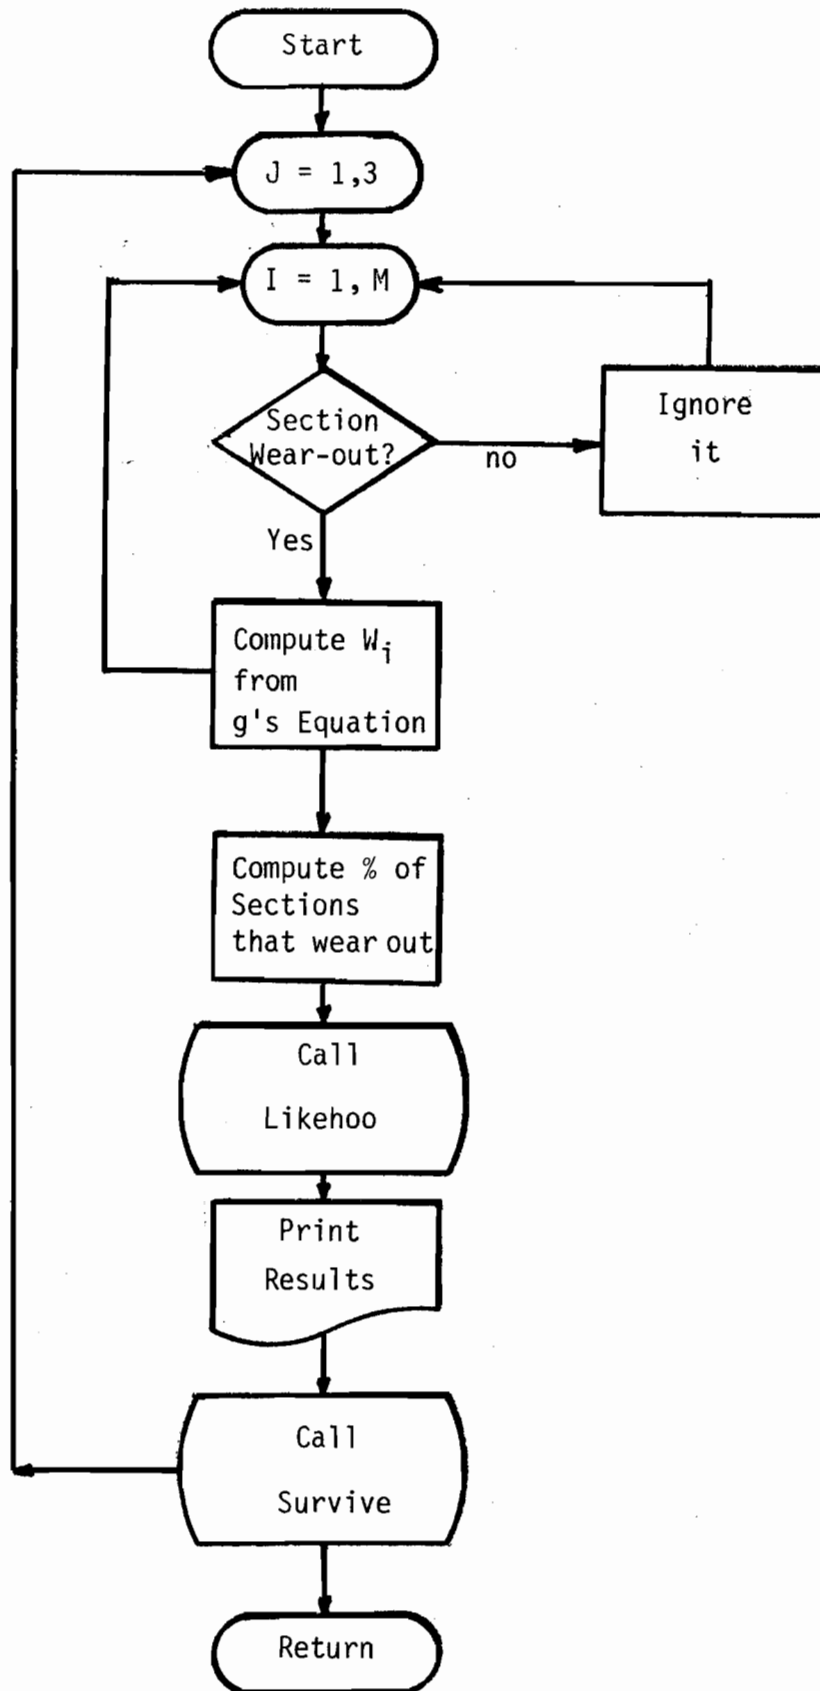 Start
J = 1,3
I = 1, M
Section
Wear-out?
no
Ignore
it
Yes
Compute Wi
from
g's Equation
Compute % of
Sections
that wear out
Call
Likehoo
Print
Results
Call
Survive
Return